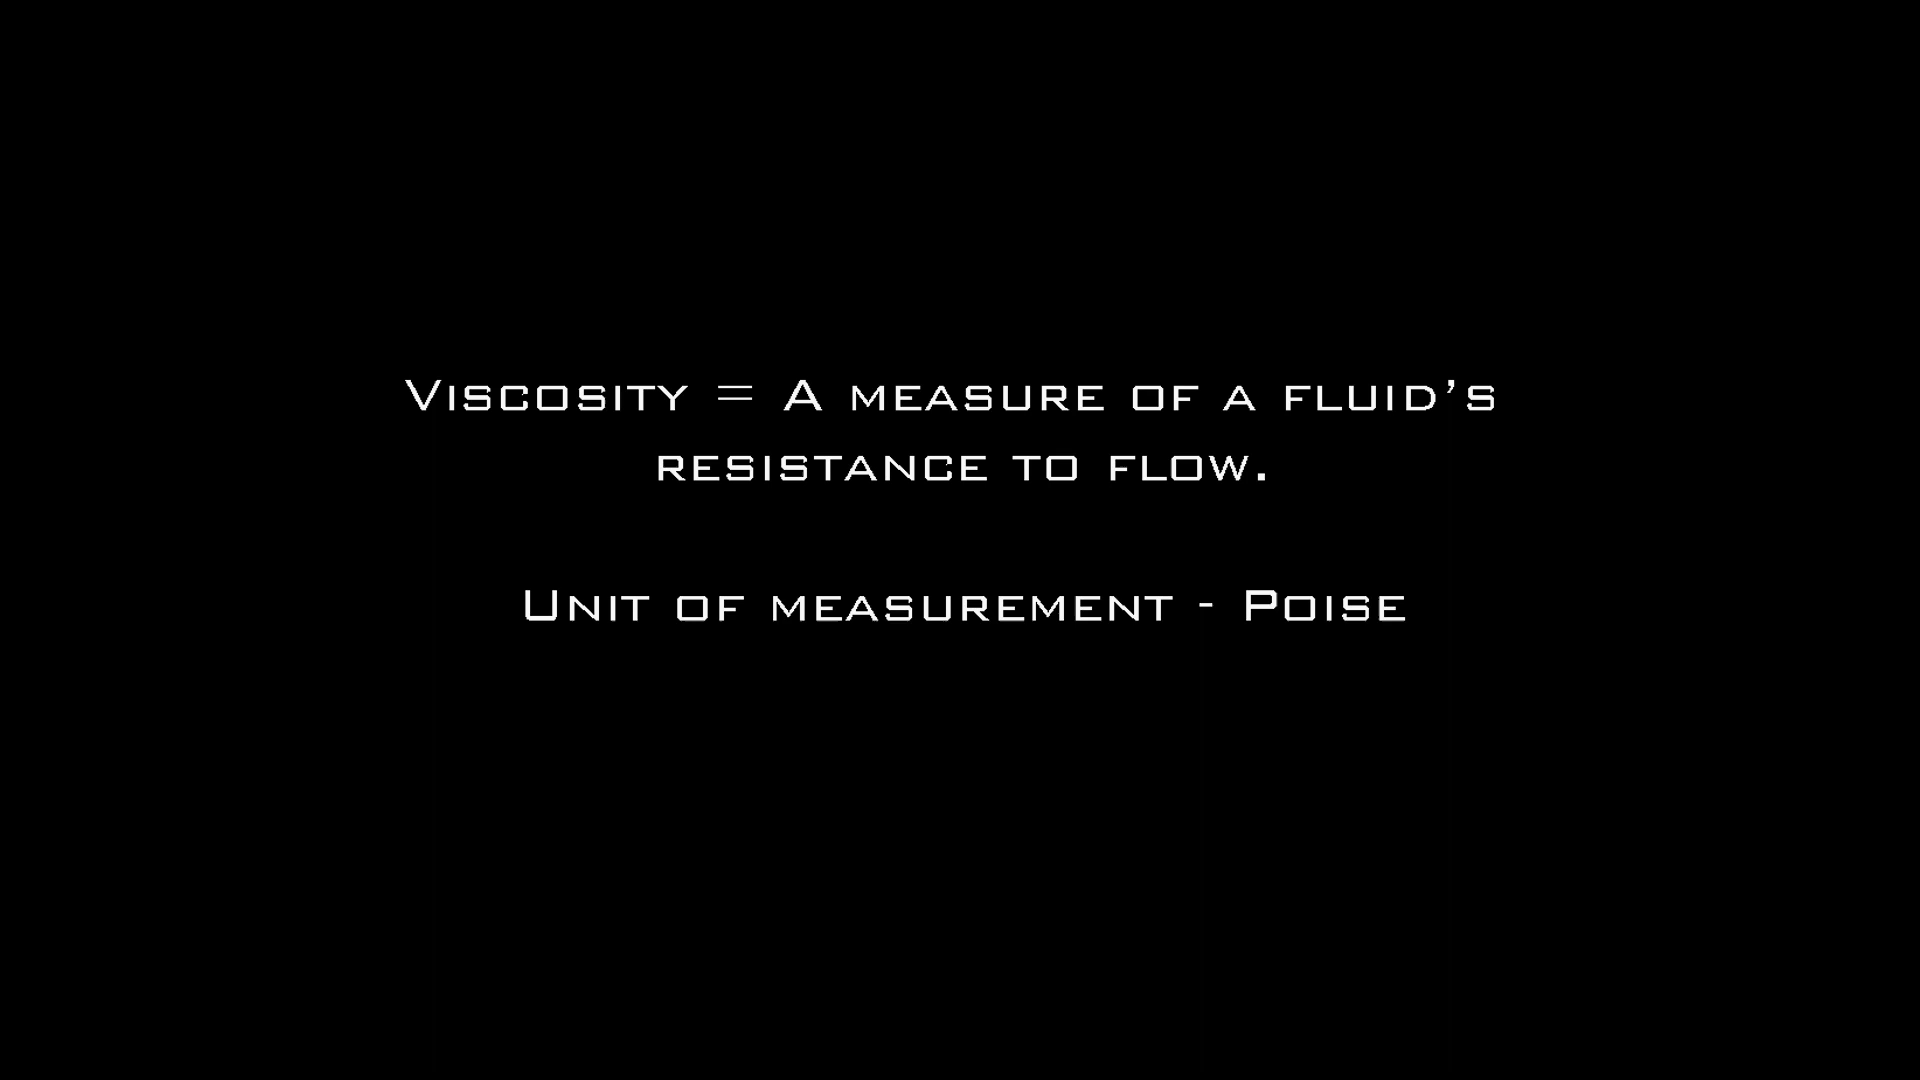 Viscosity = A measure of a fluid's
resistance to flow.
Unit of measurement - Poise